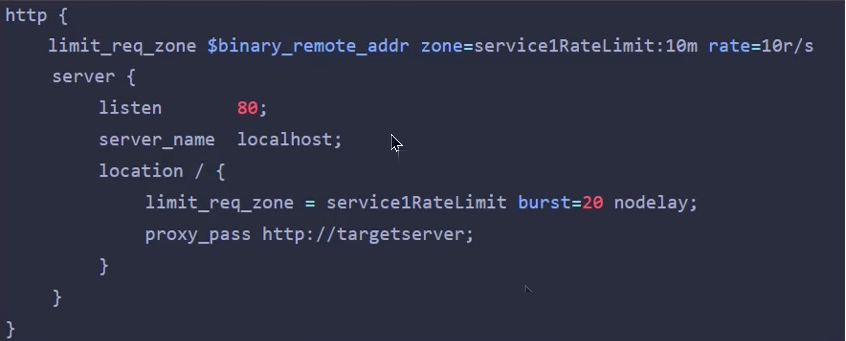 http {
    limit_req_zone $binary_remote_addr zone=service1RateLimit:10m rate=10r/s
    server {
        listen       80;
        server_name  localhost;
        location / {
            limit_req_zone = service1RateLimit burst=20 nodelay;
            proxy_pass http://targetserver;
        }
    }
}